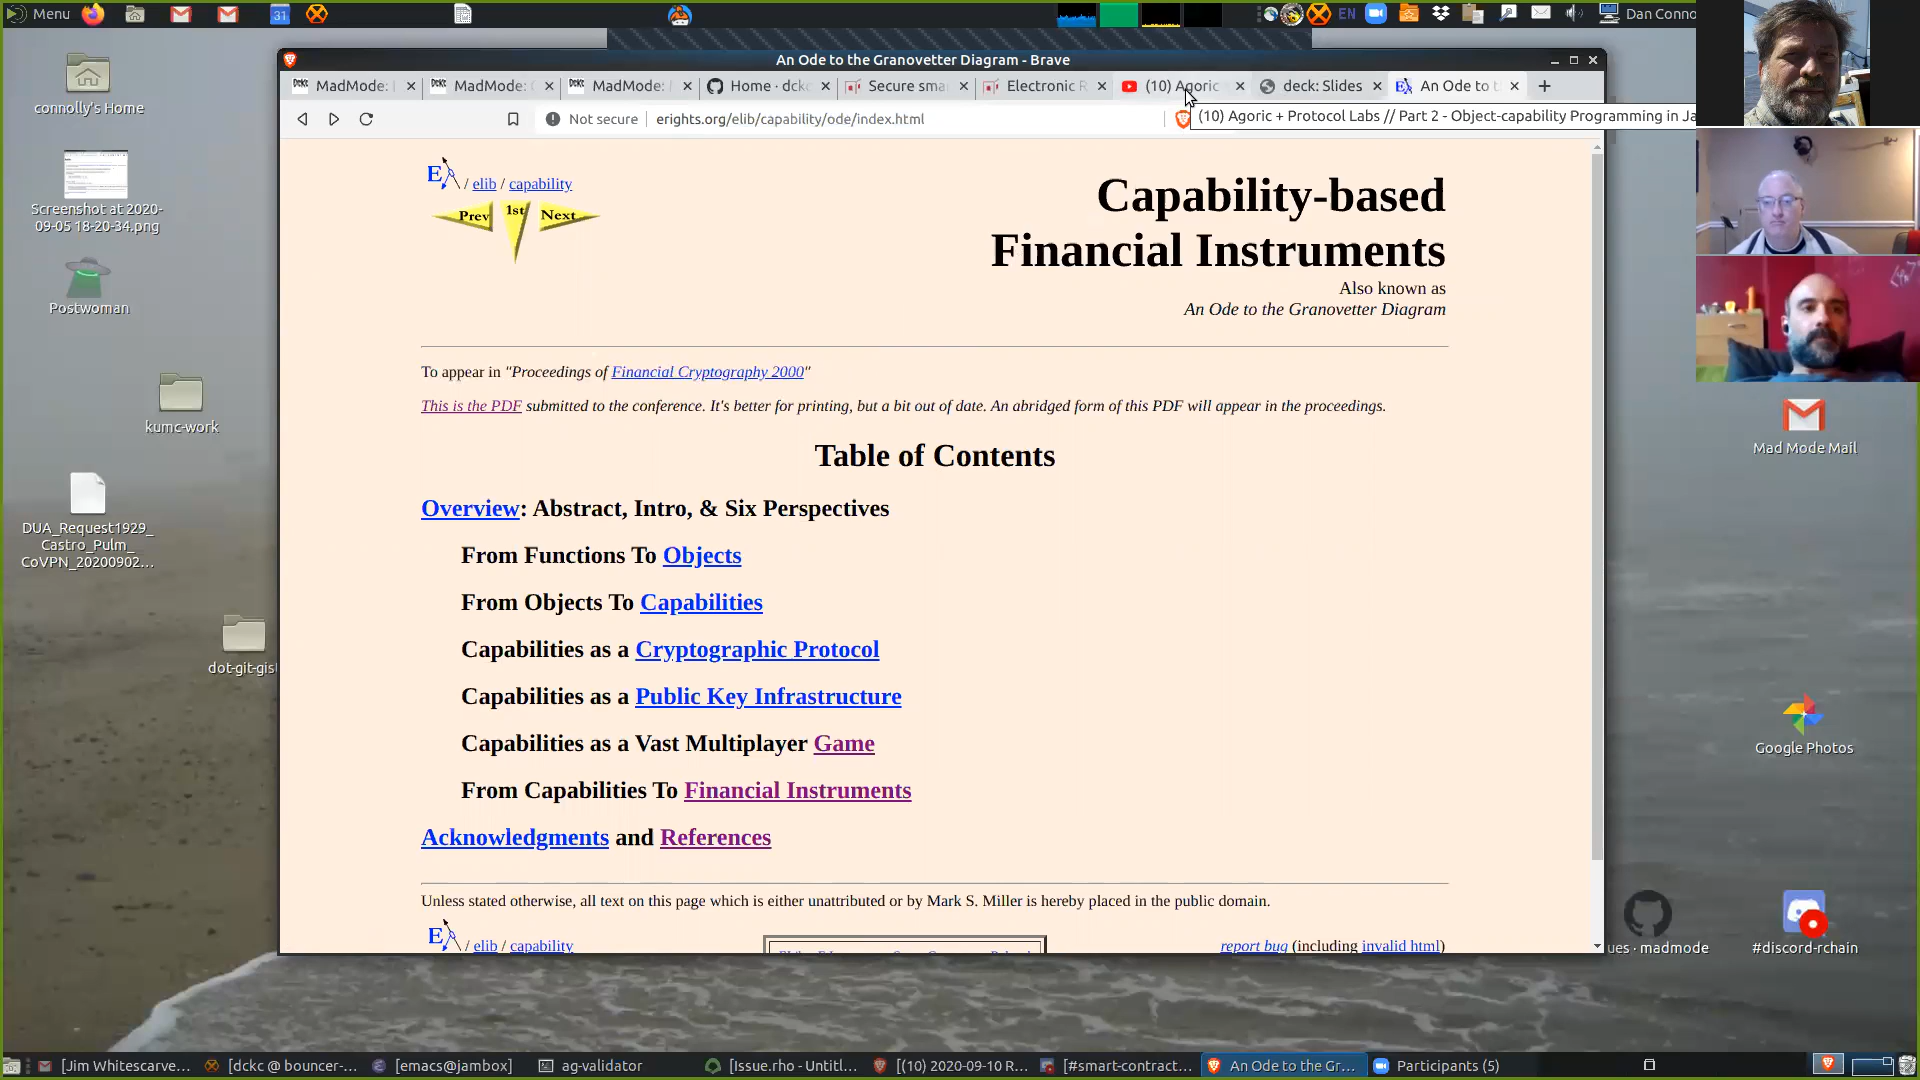 Menu
31
EN
Dan Conno
connolly's Home
Screenshot at 2020-
09-05 18-20-34.png
Postwoman
kumc-work
DUA_Request1929_
Castro_Pulm_
CoVPN_20200902...
dot-git-gist
An Ode to the Granovetter Diagram - Brave
MadMode:
MadMode:
MadMode:
Home · dckc
Secure sma
Electronic R
(10) Agoric
deck: Slides
An Ode to t
Not secure
erights.org/elib/capability/ode/index.html
(10) Agoric + Protocol Labs // Part 2 - Object-capability Programming in Ja
E / elib / capability
Prev 1st Next
Capability-based
Financial Instruments
Also known as
An Ode to the Granovetter Diagram
To appear in "Proceedings of Financial Cryptography 2000"
This is the PDF submitted to the conference. It's better for printing, but a bit out of date. An abridged form of this PDF will appear in the proceedings.
Table of Contents
Overview: Abstract, Intro, & Six Perspectives
From Functions To Objects
From Objects To Capabilities
Capabilities as a Cryptographic Protocol
Capabilities as a Public Key Infrastructure
Capabilities as a Vast Multiplayer Game
From Capabilities To Financial Instruments
Acknowledgments and References
Unless stated otherwise, all text on this page which is either unattributed or by Mark S. Miller is hereby placed in the public domain.
E / elib / capability
report bug (including invalid html)
Mad Mode Mail
Google Photos
ues · madmode
#discord-rchain
[Jim Whitescarve...
[dckc @ bouncer-...
[emacs@jambox]
ag-validator
[Issue.rho - Untitl...
[(10) 2020-09-10 R...
[#smart-contract...
An Ode to the Gr...
Participants (5)